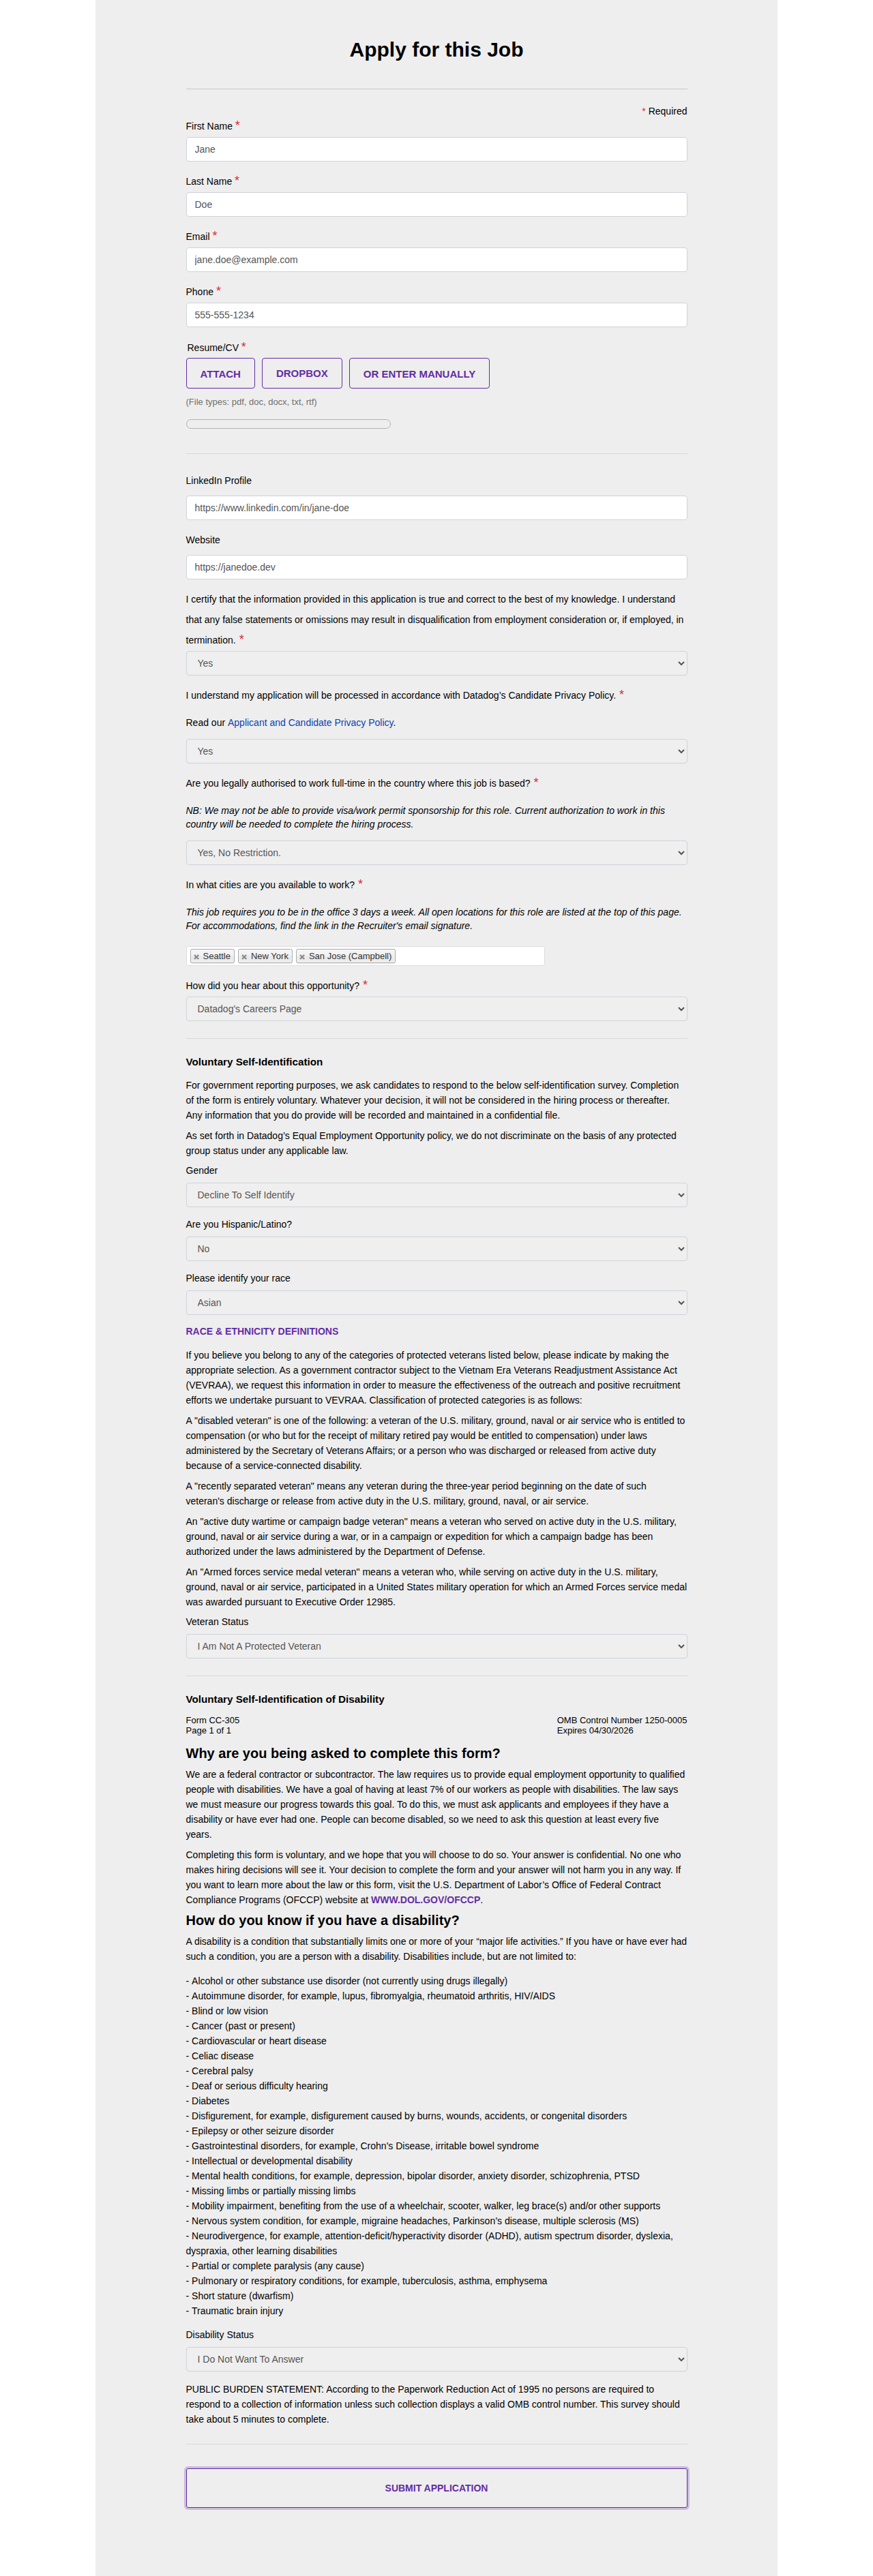 Apply for this Job
* Required
First Name *
Jane
Last Name *
Doe
Email *
jane.doe@example.com
Phone *
555-555-1234
Resume/CV *
ATTACH DROPBOX OR ENTER MANUALLY
(File types: pdf, doc, docx, txt, rtf)
LinkedIn Profile
https://www.linkedin.com/in/jane-doe
Website
https://janedoe.dev
I certify that the information provided in this application is true and correct to the best of my knowledge. I understand
that any false statements or omissions may result in disqualification from employment consideration or, if employed, in
termination. *
Yes
I understand my application will be processed in accordance with Datadog’s Candidate Privacy Policy. *
Read our Applicant and Candidate Privacy Policy.
Yes
Are you legally authorised to work full-time in the country where this job is based? *
NB: We may not be able to provide visa/work permit sponsorship for this role. Current authorization to work in this
country will be needed to complete the hiring process.
Yes, No Restriction.
In what cities are you available to work? *
This job requires you to be in the office 3 days a week. All open locations for this role are listed at the top of this page.
For accommodations, find the link in the Recruiter's email signature.
Seattle New York San Jose (Campbell)
How did you hear about this opportunity? *
Datadog's Careers Page
Voluntary Self-Identification
For government reporting purposes, we ask candidates to respond to the below self-identification survey. Completion
of the form is entirely voluntary. Whatever your decision, it will not be considered in the hiring process or thereafter.
Any information that you do provide will be recorded and maintained in a confidential file.
As set forth in Datadog’s Equal Employment Opportunity policy, we do not discriminate on the basis of any protected
group status under any applicable law.
Gender
Decline To Self Identify
Are you Hispanic/Latino?
No
Please identify your race
Asian
RACE & ETHNICITY DEFINITIONS
If you believe you belong to any of the categories of protected veterans listed below, please indicate by making the
appropriate selection. As a government contractor subject to the Vietnam Era Veterans Readjustment Assistance Act
(VEVRAA), we request this information in order to measure the effectiveness of the outreach and positive recruitment
efforts we undertake pursuant to VEVRAA. Classification of protected categories is as follows:
A "disabled veteran" is one of the following: a veteran of the U.S. military, ground, naval or air service who is entitled to
compensation (or who but for the receipt of military retired pay would be entitled to compensation) under laws
administered by the Secretary of Veterans Affairs; or a person who was discharged or released from active duty
because of a service-connected disability.
A "recently separated veteran" means any veteran during the three-year period beginning on the date of such
veteran's discharge or release from active duty in the U.S. military, ground, naval, or air service.
An "active duty wartime or campaign badge veteran" means a veteran who served on active duty in the U.S. military,
ground, naval or air service during a war, or in a campaign or expedition for which a campaign badge has been
authorized under the laws administered by the Department of Defense.
An "Armed forces service medal veteran" means a veteran who, while serving on active duty in the U.S. military,
ground, naval or air service, participated in a United States military operation for which an Armed Forces service medal
was awarded pursuant to Executive Order 12985.
Veteran Status
I Am Not A Protected Veteran
Voluntary Self-Identification of Disability
Form CC-305 OMB Control Number 1250-0005
Page 1 of 1 Expires 04/30/2026
Why are you being asked to complete this form?
We are a federal contractor or subcontractor. The law requires us to provide equal employment opportunity to qualified
people with disabilities. We have a goal of having at least 7% of our workers as people with disabilities. The law says
we must measure our progress towards this goal. To do this, we must ask applicants and employees if they have a
disability or have ever had one. People can become disabled, so we need to ask this question at least every five
years.
Completing this form is voluntary, and we hope that you will choose to do so. Your answer is confidential. No one who
makes hiring decisions will see it. Your decision to complete the form and your answer will not harm you in any way. If
you want to learn more about the law or this form, visit the U.S. Department of Labor’s Office of Federal Contract
Compliance Programs (OFCCP) website at WWW.DOL.GOV/OFCCP.
How do you know if you have a disability?
A disability is a condition that substantially limits one or more of your “major life activities.” If you have or have ever had
such a condition, you are a person with a disability. Disabilities include, but are not limited to:
- Alcohol or other substance use disorder (not currently using drugs illegally)
- Autoimmune disorder, for example, lupus, fibromyalgia, rheumatoid arthritis, HIV/AIDS
- Blind or low vision
- Cancer (past or present)
- Cardiovascular or heart disease
- Celiac disease
- Cerebral palsy
- Deaf or serious difficulty hearing
- Diabetes
- Disfigurement, for example, disfigurement caused by burns, wounds, accidents, or congenital disorders
- Epilepsy or other seizure disorder
- Gastrointestinal disorders, for example, Crohn's Disease, irritable bowel syndrome
- Intellectual or developmental disability
- Mental health conditions, for example, depression, bipolar disorder, anxiety disorder, schizophrenia, PTSD
- Missing limbs or partially missing limbs
- Mobility impairment, benefiting from the use of a wheelchair, scooter, walker, leg brace(s) and/or other supports
- Nervous system condition, for example, migraine headaches, Parkinson’s disease, multiple sclerosis (MS)
- Neurodivergence, for example, attention-deficit/hyperactivity disorder (ADHD), autism spectrum disorder, dyslexia,
dyspraxia, other learning disabilities
- Partial or complete paralysis (any cause)
- Pulmonary or respiratory conditions, for example, tuberculosis, asthma, emphysema
- Short stature (dwarfism)
- Traumatic brain injury
Disability Status
I Do Not Want To Answer
PUBLIC BURDEN STATEMENT: According to the Paperwork Reduction Act of 1995 no persons are required to
respond to a collection of information unless such collection displays a valid OMB control number. This survey should
take about 5 minutes to complete.
SUBMIT APPLICATION